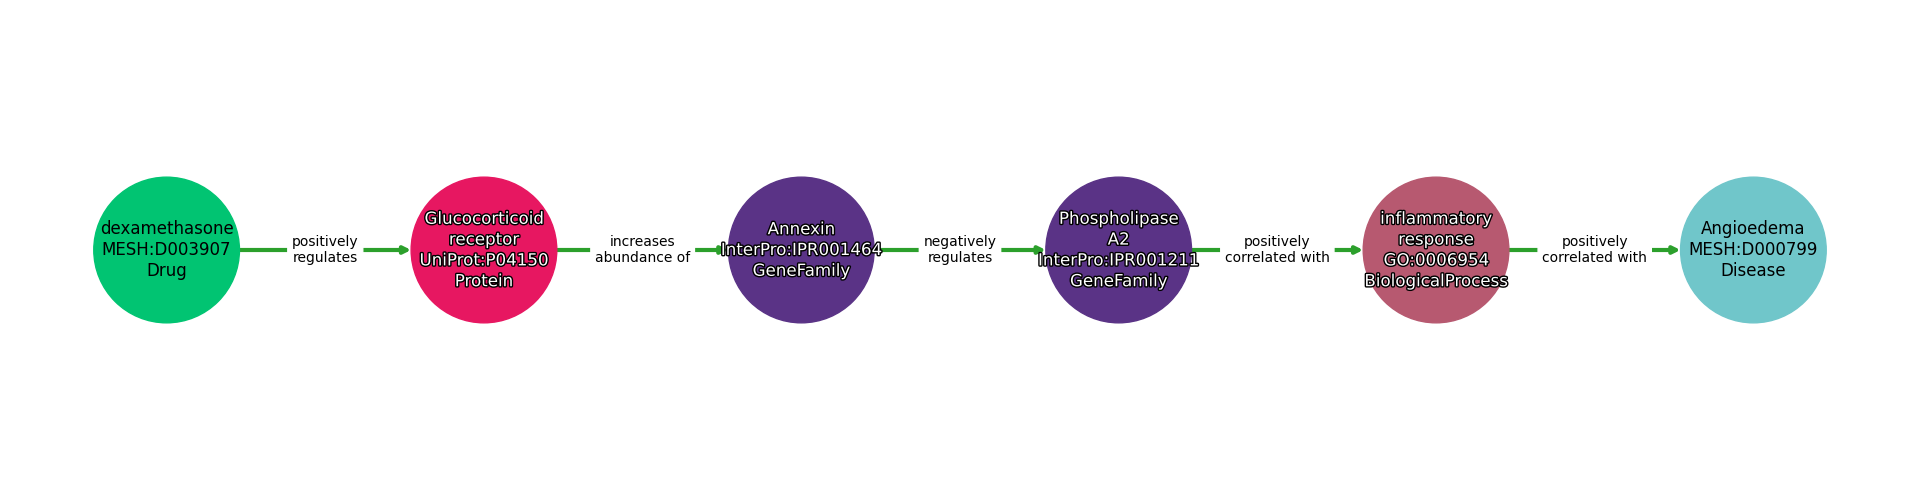 dexamethasone
MESH:D003907
Drug
positively
regulates
Glucocorticoid
receptor
UniProt:P04150
Protein
increases
abundance of
Annexin
InterPro:IPR001464
GeneFamily
negatively
regulates
Phospholipase
A2
InterPro:IPR001211
GeneFamily
positively
correlated with
inflammatory
response
GO:0006954
BiologicalProcess
positively
correlated with
Angioedema
MESH:D000799
Disease